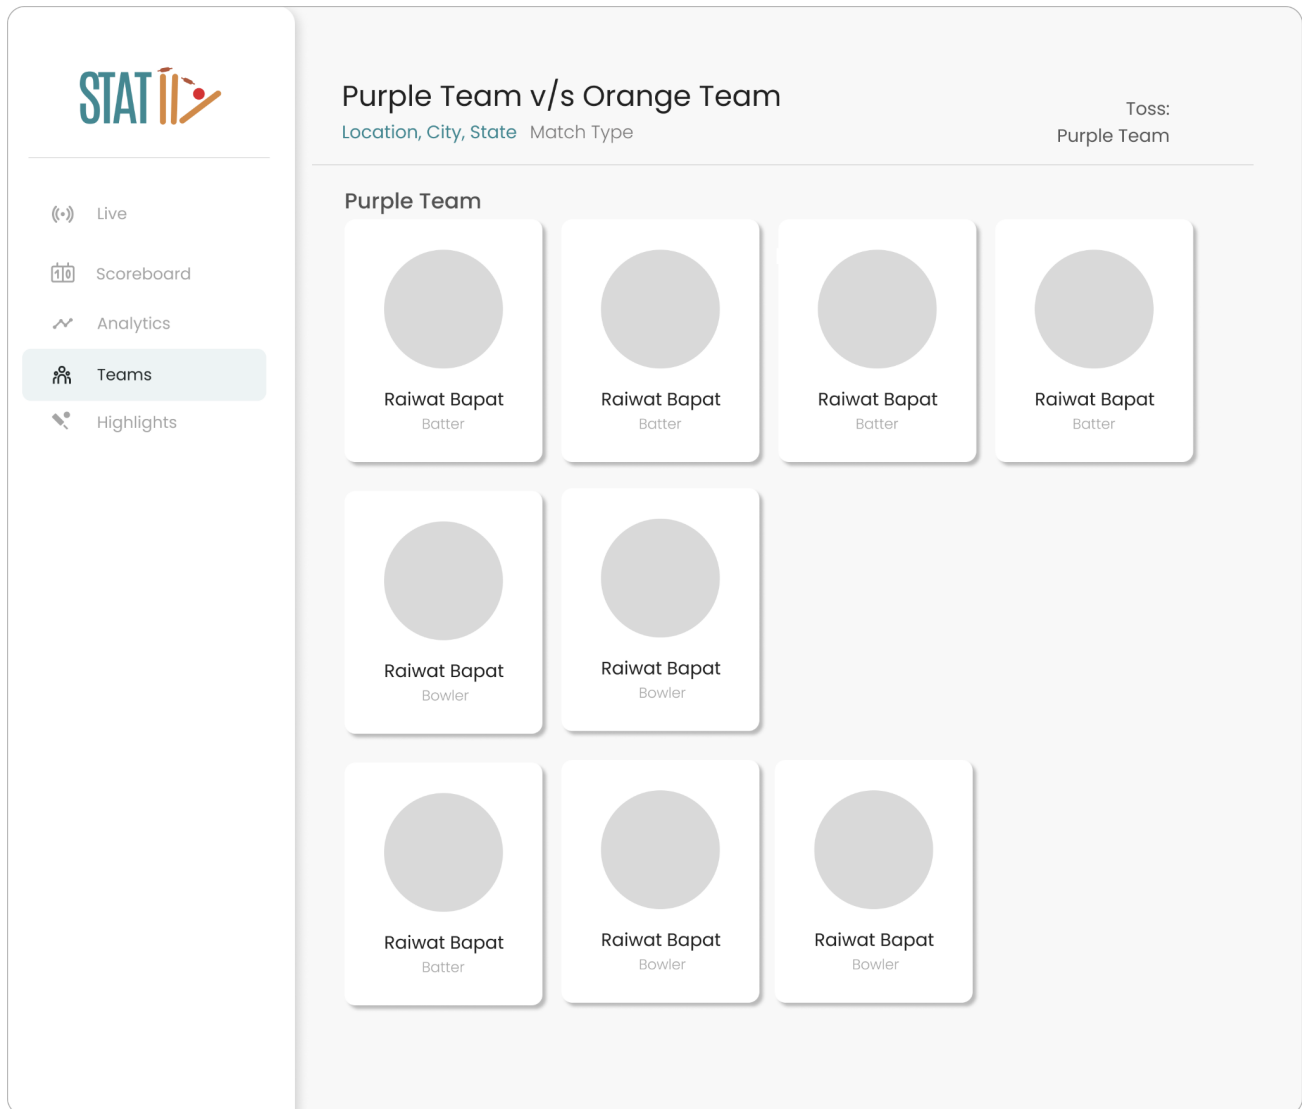 STAT
Live
Scoreboard
Analytics
Teams
Highlights
Purple Team v/s Orange Team
Location, City, State Match Type
Toss:
Purple Team
Purple Team
Raiwat Bapat
Batter
Raiwat Bapat
Batter
Raiwat Bapat
Batter
Raiwat Bapat
Batter
Raiwat Bapat
Bowler
Raiwat Bapat
Bowler
Raiwat Bapat
Batter
Raiwat Bapat
Bowler
Raiwat Bapat
Bowler